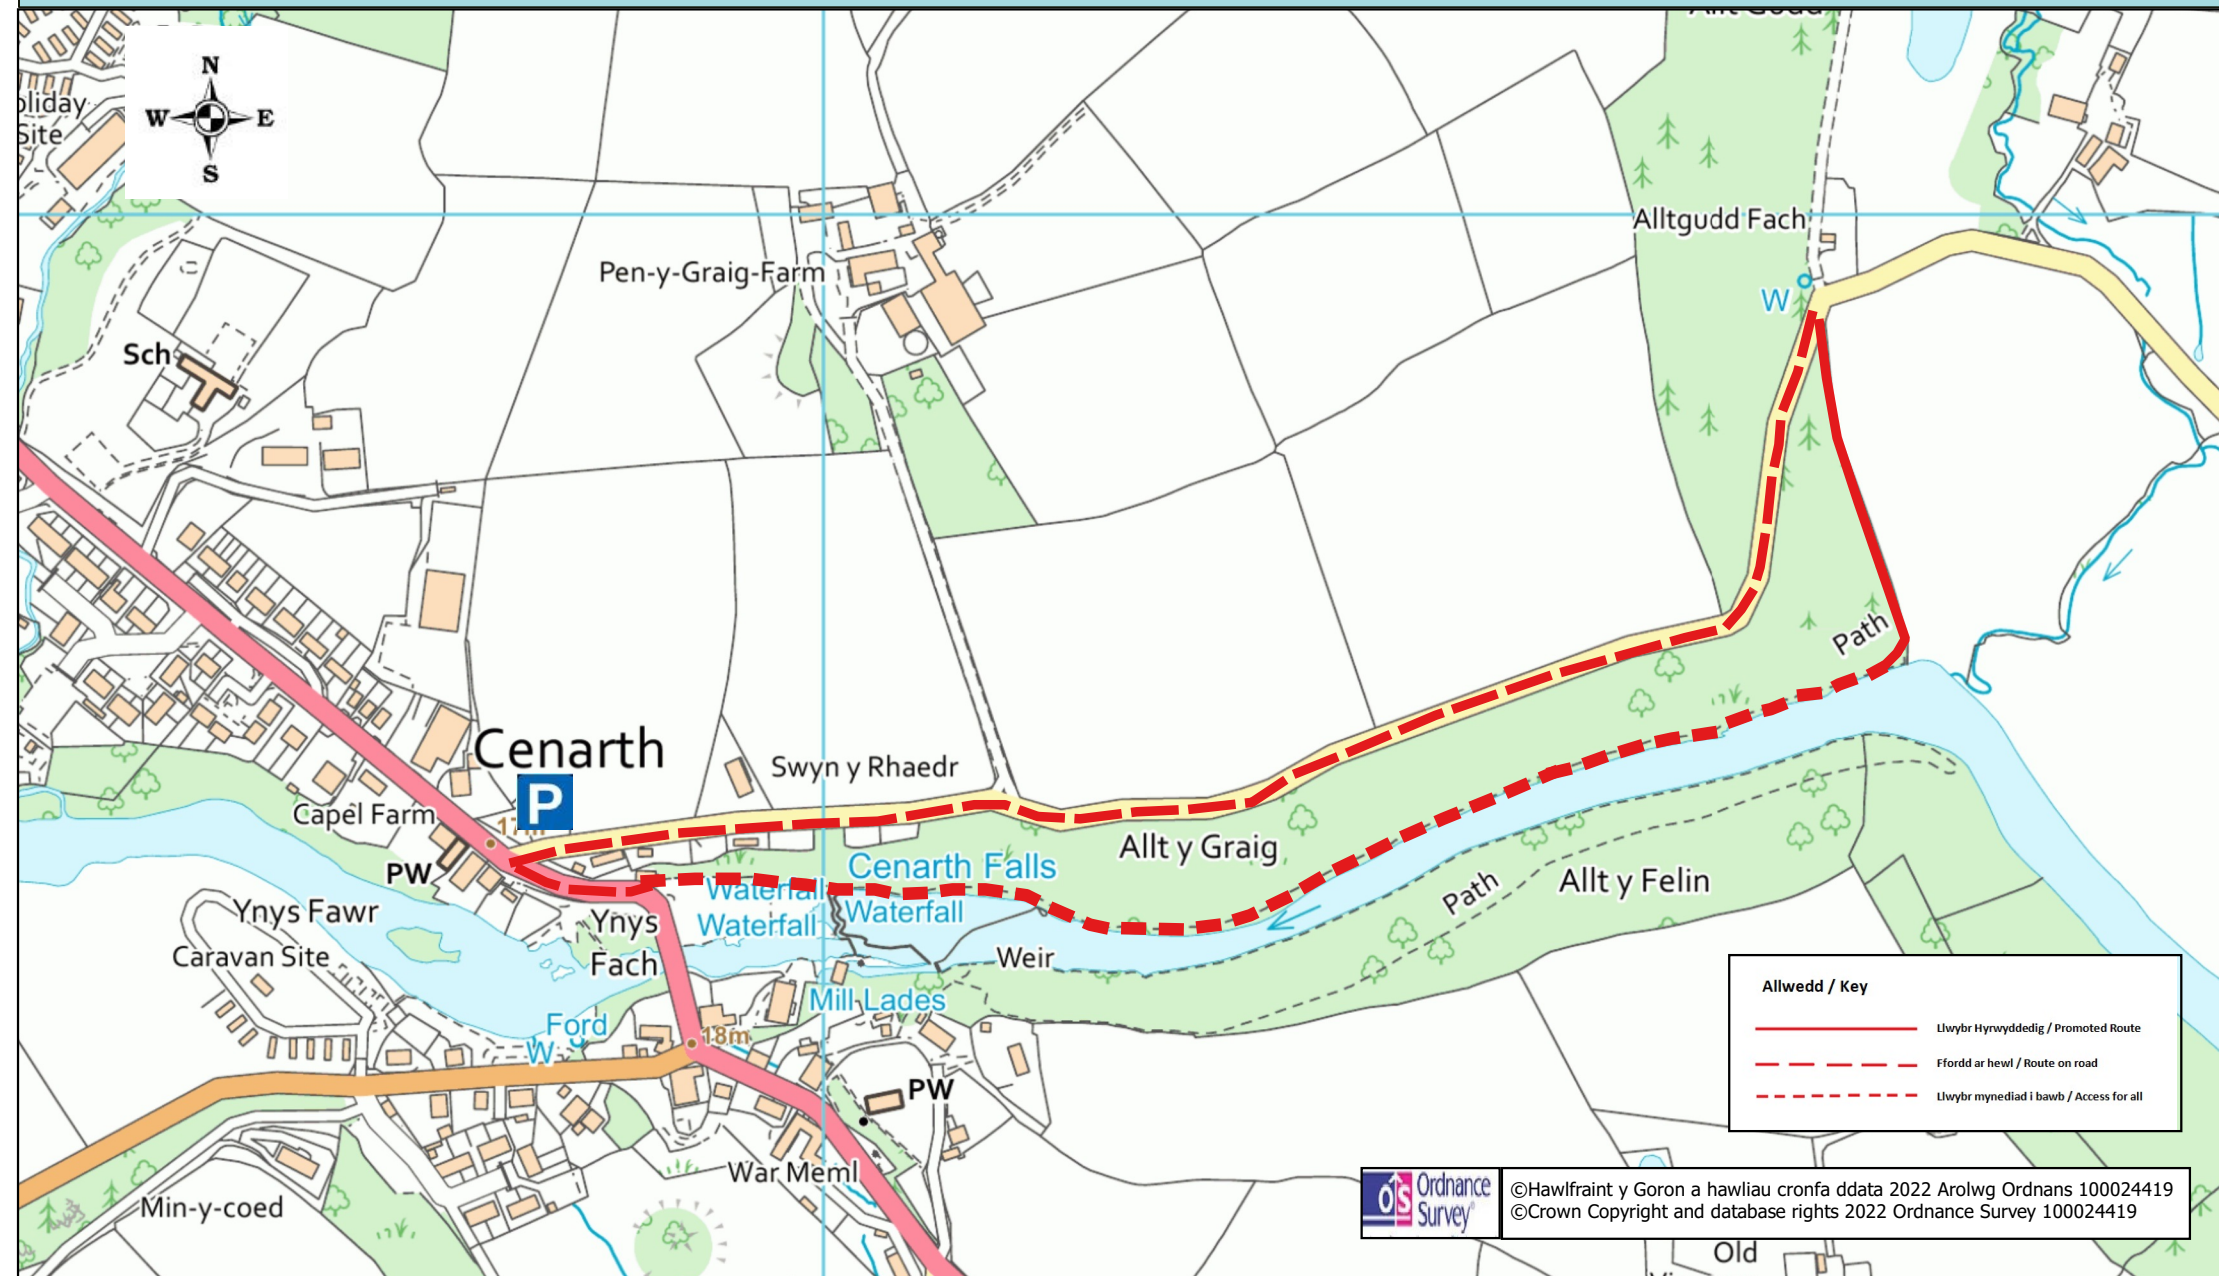 N
W E
S
Site
Alltgudd Fach
Pen-y-Graig-Farm
W
Sch
Path
Cenarth
P
Swyn y Rhaedr
Capel Farm
17m
PW
Allt y Graig
Cenarth Falls
Waterfall
Waterfall
Waterfall
Allt y Felin
Path
Ynys Fawr
Ynys
Fach
Caravan Site
Weir
Mill Lades
Ford
W
18m
PW
War Meml
Min-y-coed
Allwedd / Key
Llwybr Hyrwyddedig / Promoted Route
Ffordd ar hewl / Route on road
Llwybr mynediad i bawb / Access for all
OS Ordnance
Survey
©Hawlfraint y Goron a hawliau cronfa ddata 2022 Arolwg Ordnans 100024419
©Crown Copyright and database rights 2022 Ordnance Survey 100024419
Old